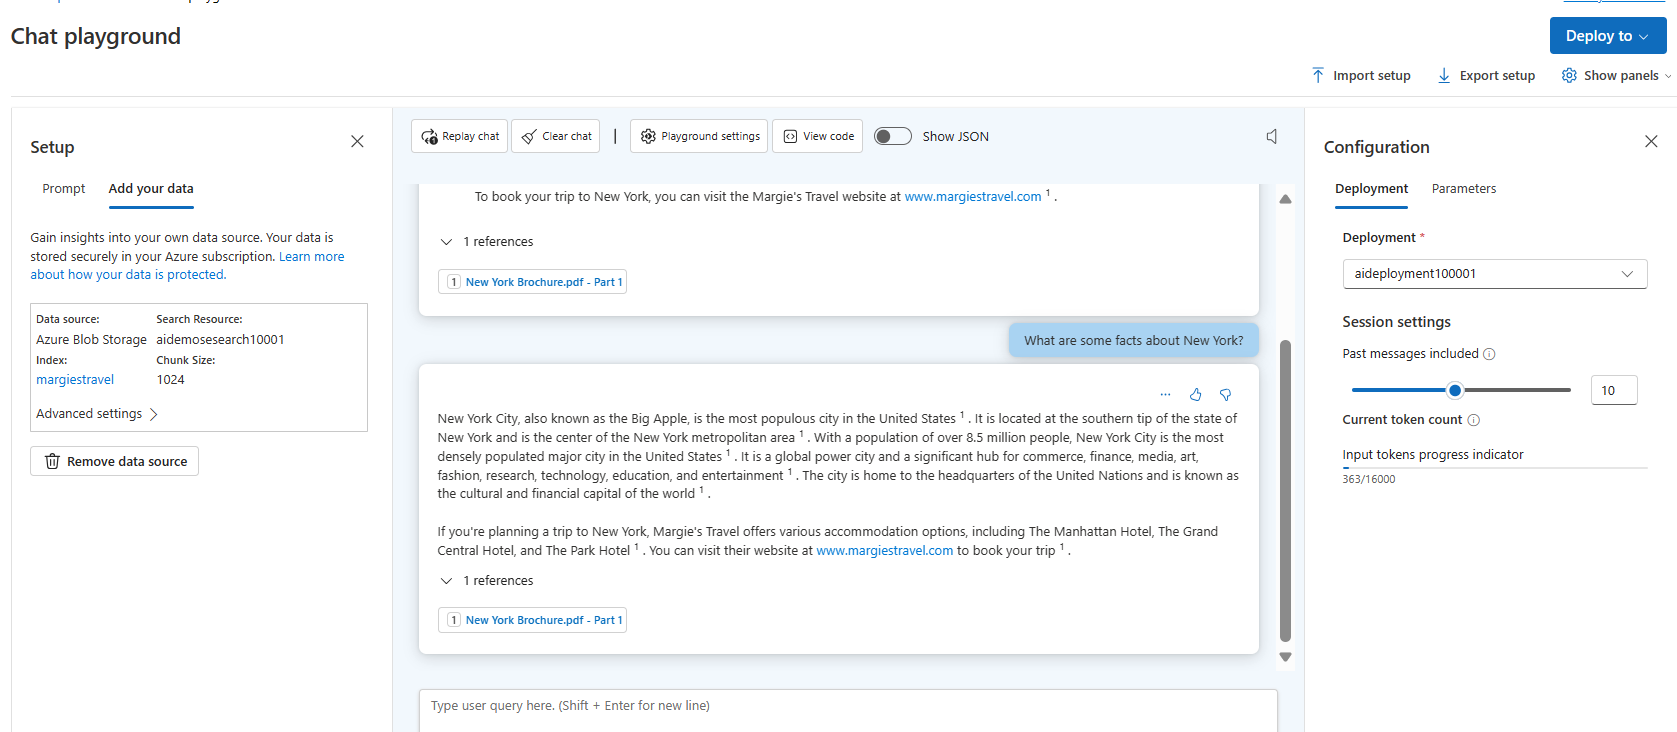 Chat playground
Deploy to
Import setup
Export setup
Show panels
Setup
Prompt
Add your data
Gain insights into your own data source. Your data is
stored securely in your Azure subscription. Learn more
about how your data is protected.
Data source:
Search Resource:
Azure Blob Storage
aidemosesearch10001
Index:
Chunk Size:
margiestravel
1024
Advanced settings
Remove data source
Replay chat
Clear chat
Playground settings
View code
Show JSON
To book your trip to New York, you can visit the Margie's Travel website at www.margiestravel.com 1 .
1 references
1 New York Brochure.pdf - Part 1
What are some facts about New York?
New York City, also known as the Big Apple, is the most populous city in the United States 1 . It is located at the southern tip of the state of
New York and is the center of the New York metropolitan area 1 . With a population of over 8.5 million people, New York City is the most
densely populated major city in the United States 1 . It is a global power city and a significant hub for commerce, finance, media, art,
fashion, research, technology, education, and entertainment 1 . The city is home to the headquarters of the United Nations and is known as
the cultural and financial capital of the world 1 .
If you're planning a trip to New York, Margie's Travel offers various accommodation options, including The Manhattan Hotel, The Grand
Central Hotel, and The Park Hotel 1 . You can visit their website at www.margiestravel.com to book your trip 1 .
1 references
1 New York Brochure.pdf - Part 1
Type user query here. (Shift + Enter for new line)
Configuration
Deployment
Parameters
Deployment *
aideployment100001
Session settings
Past messages included
10
Current token count
Input tokens progress indicator
363/16000